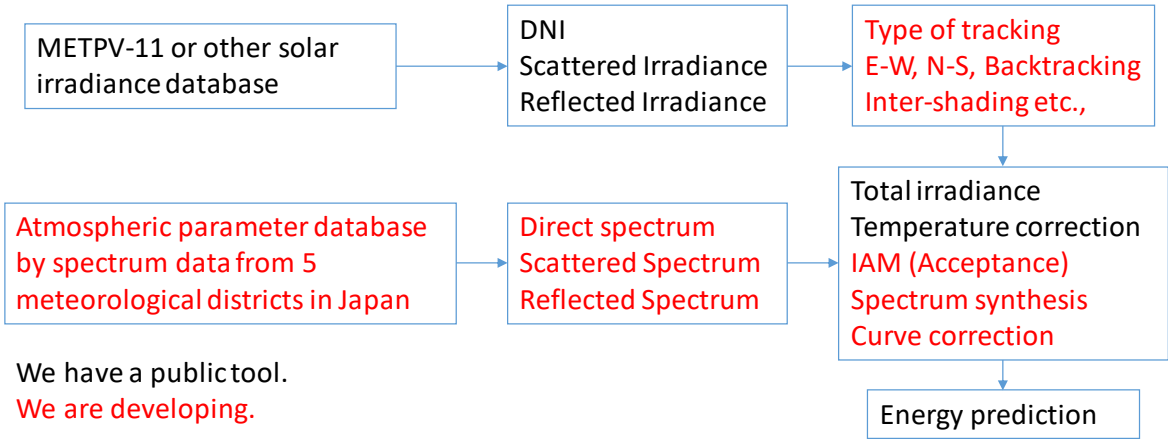 METPV-11 or other solar
irradiance database
DNI
Scattered Irradiance
Reflected Irradiance
Type of tracking
E-W, N-S, Backtracking
Inter-shading etc.,
Atmospheric parameter database
by spectrum data from 5
meteorological districts in Japan
Direct spectrum
Scattered Spectrum
Reflected Spectrum
Total irradiance
Temperature correction
IAM (Acceptance)
Spectrum synthesis
Curve correction
We have a public tool.
We are developing.
Energy prediction